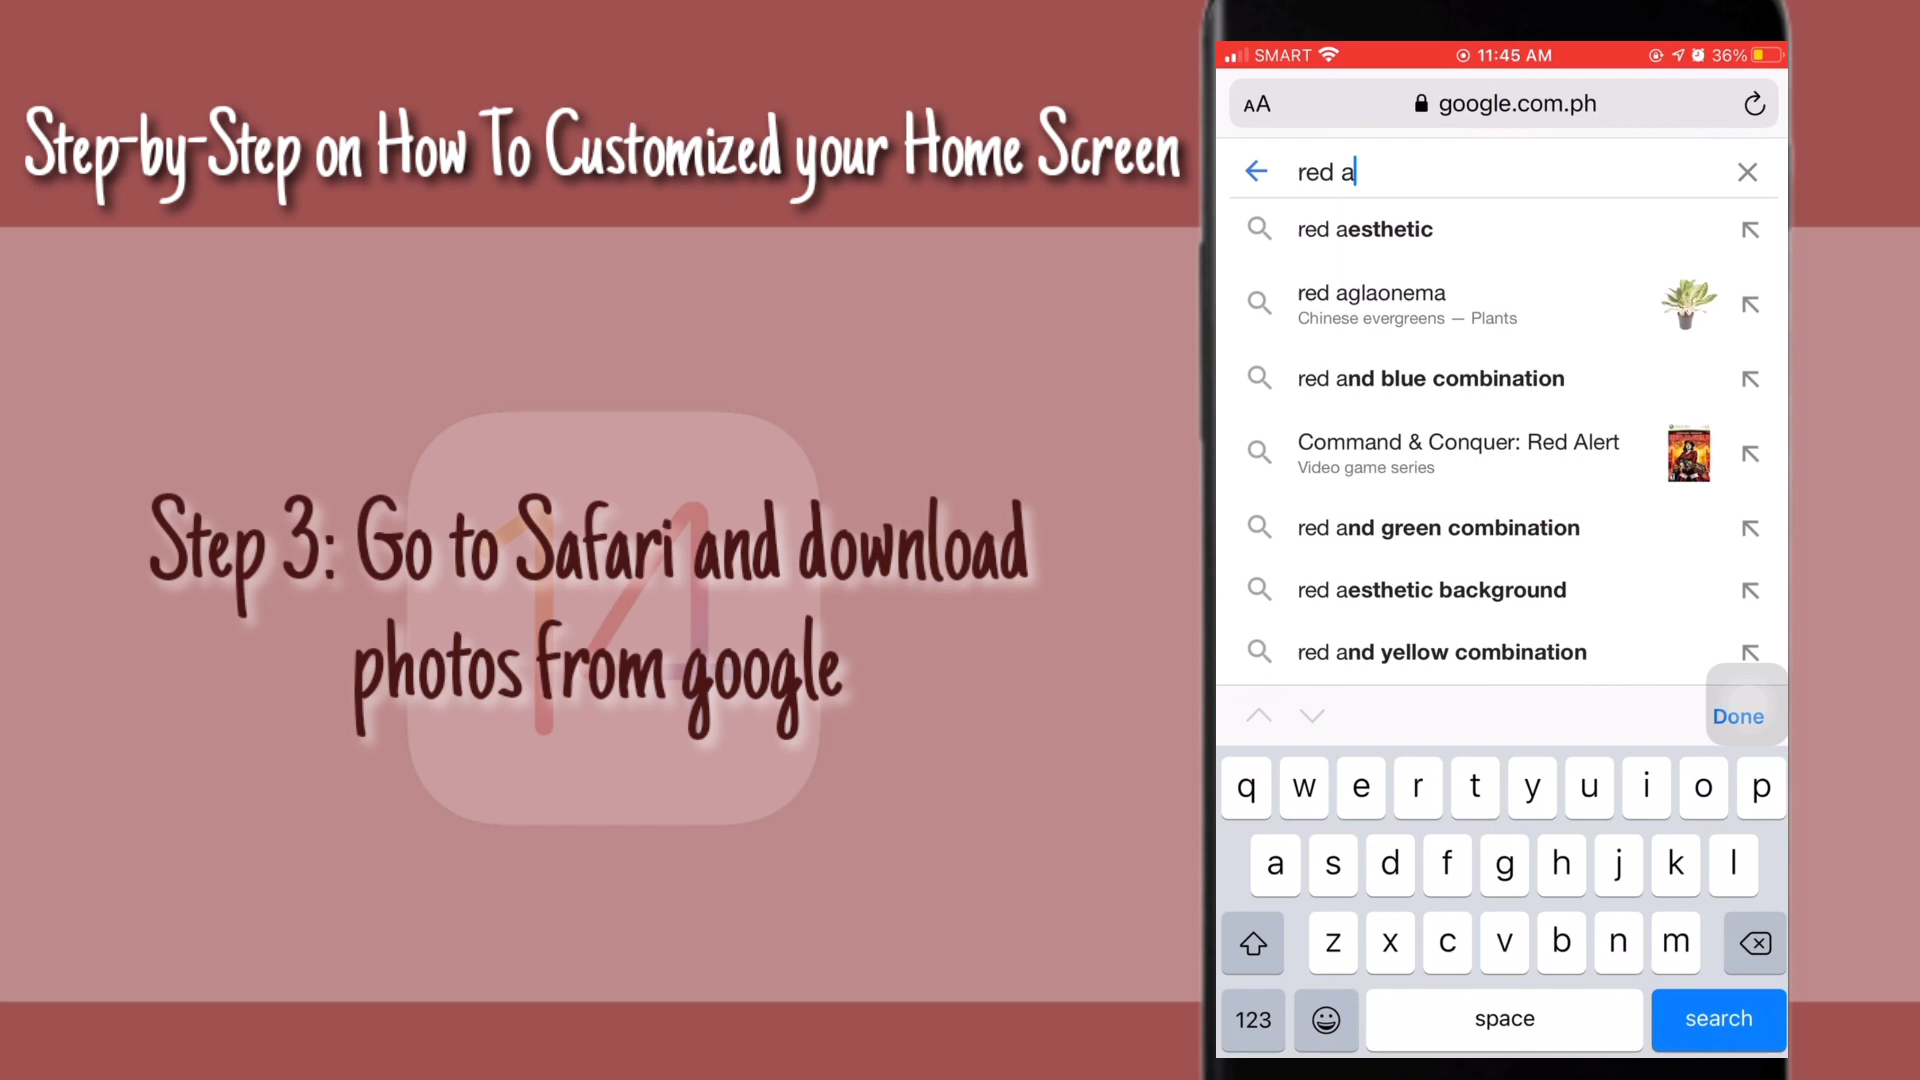 Step-by-Step on How To Customized your Home Screen
Step 3: Go to Safari and download
photos from google
14
SMART 11:45 AM 36%
AA google.com.ph
red a
red aesthetic
red aglaonema
Chinese evergreens — Plants
red and blue combination
Command & Conquer: Red Alert
Video game series
red and green combination
red aesthetic background
red and yellow combination
Done
q w e r t y u i o p
a s d f g h j k l
z x c v b n m
123 space search